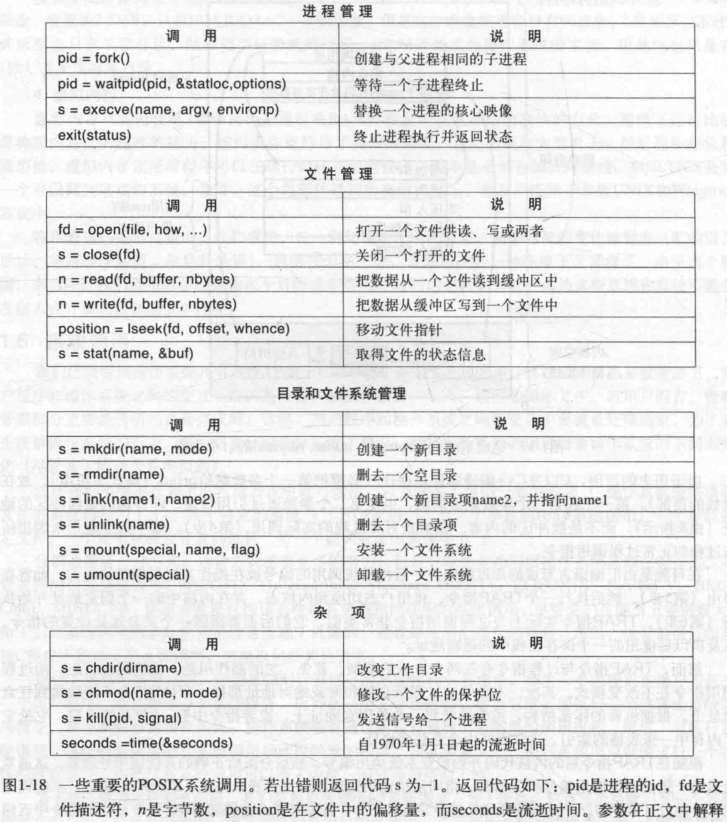 进 程 管 理
调 用 说 明
pid = fork() 创建与父进程相同的子进程
pid = waitpid(pid, &statloc,options) 等待一个子进程终止
s = execve(name, argv, environp) 替换一个进程的核心映像
exit(status) 终止进程执行并返回状态
文 件 管 理
调 用 说 明
fd = open(file, how, ...) 打开一个文件供读、写或两者
s = close(fd) 关闭一个打开的文件
n = read(fd, buffer, nbytes) 把数据从一个文件读到缓冲区中
n = write(fd, buffer, nbytes) 把数据从缓冲区写到一个文件中
position = lseek(fd, offset, whence) 移动文件指针
s = stat(name, &buf) 取得文件的状态信息
目录和文件系统管理
调 用 说 明
s = mkdir(name, mode) 创建一个新目录
s = rmdir(name) 删去一个空目录
s = link(name1, name2) 创建一个新目录项name2，并指向name1
s = unlink(name) 删去一个目录项
s = mount(special, name, flag) 安装一个文件系统
s = umount(special) 卸载一个文件系统
杂 项
调 用 说 明
s = chdir(dirname) 改变工作目录
s = chmod(name, mode) 修改一个文件的保护位
s = kill(pid, signal) 发送信号给一个进程
seconds =time(&seconds) 自1970年1月1日起的流逝时间
图1-18 一些重要的POSIX系统调用。若出错则返回代码 s 为–1。返回代码如下：pid是进程的id，fd是文
件描述符，n是字节数，position是在文件中的偏移量，而seconds是流逝时间。参数在正文中解释